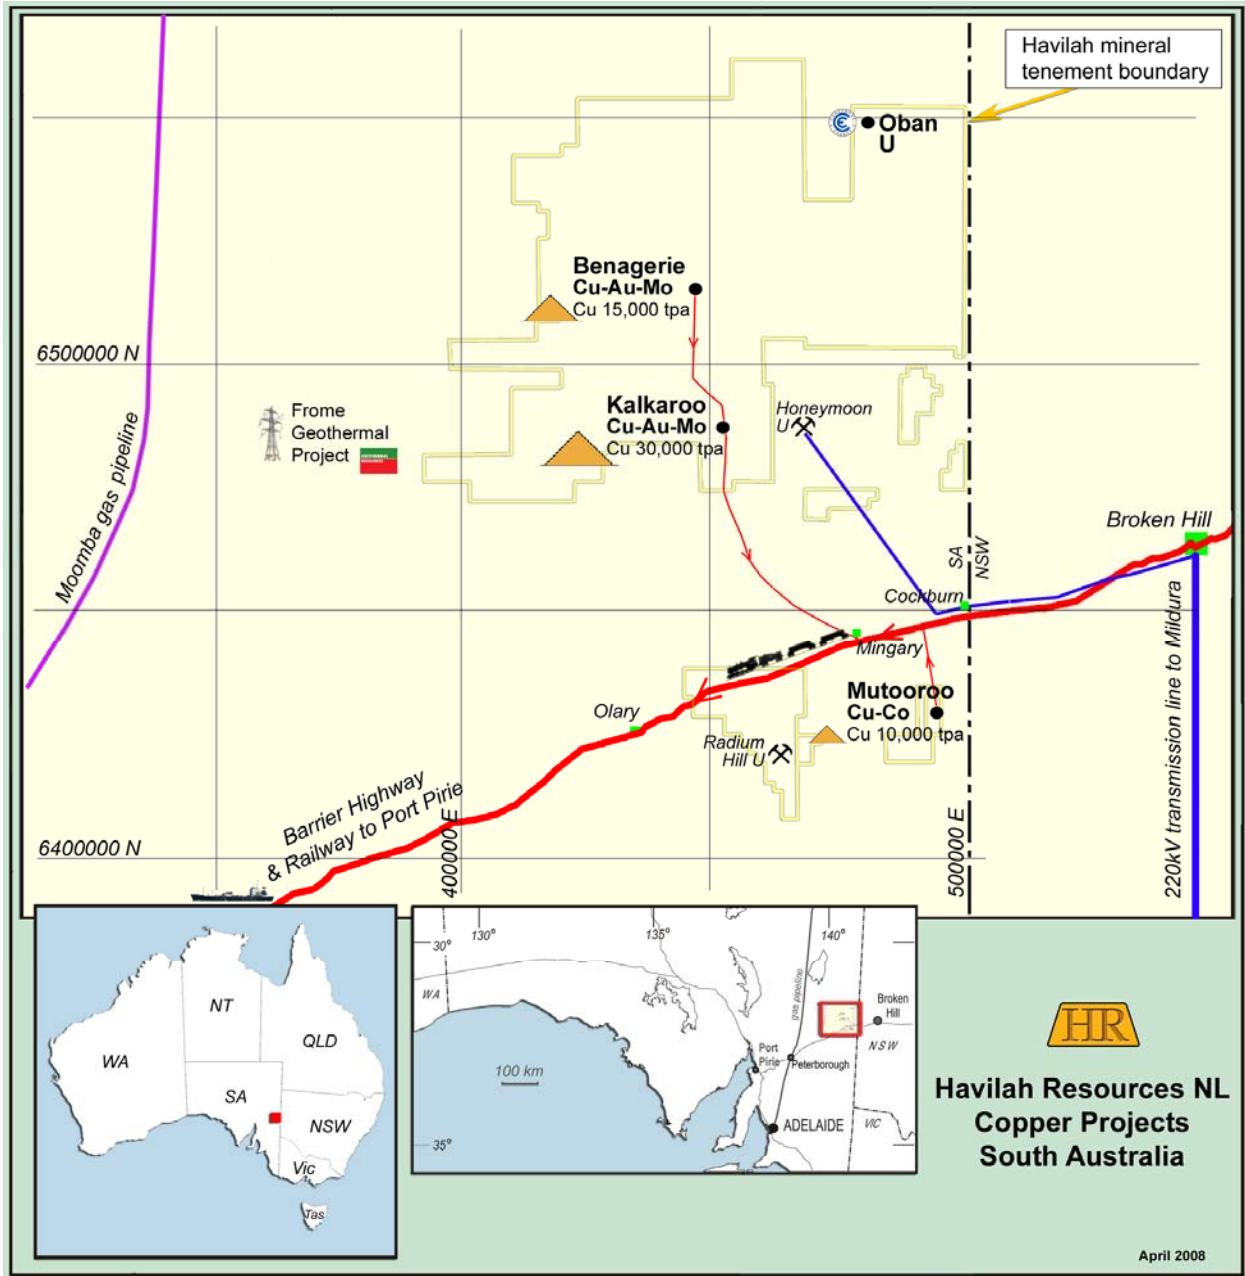 Havilah mineral
tenement boundary
Oban
U
Benagerie
Cu-Au-Mo
Cu 15,000 tpa
6500000 N
Kalkaroo
Cu-Au-Mo
Cu 30,000 tpa
Honeymoon
U
Frome
Geothermal
Project
Moomba gas pipeline
Broken Hill
SA
NSW
Cockburn
Mingary
Mutooroo
Cu-Co
Cu 10,000 tpa
Olary
Radium
Hill U
Barrier Highway
& Railway to Port Pirie
6400000 N
400000 E
500000 E
220kV transmission line to Mildura
WA
NT
QLD
SA
NSW
Vic
Tas
130°
135°
140°
30°
35°
WA
gas pipeline
Broken
Hill
NSW
Port
Pirie
Peterborough
100 km
ADELAIDE
VIC
HR
Havilah Resources NL
Copper Projects
South Australia
April 2008